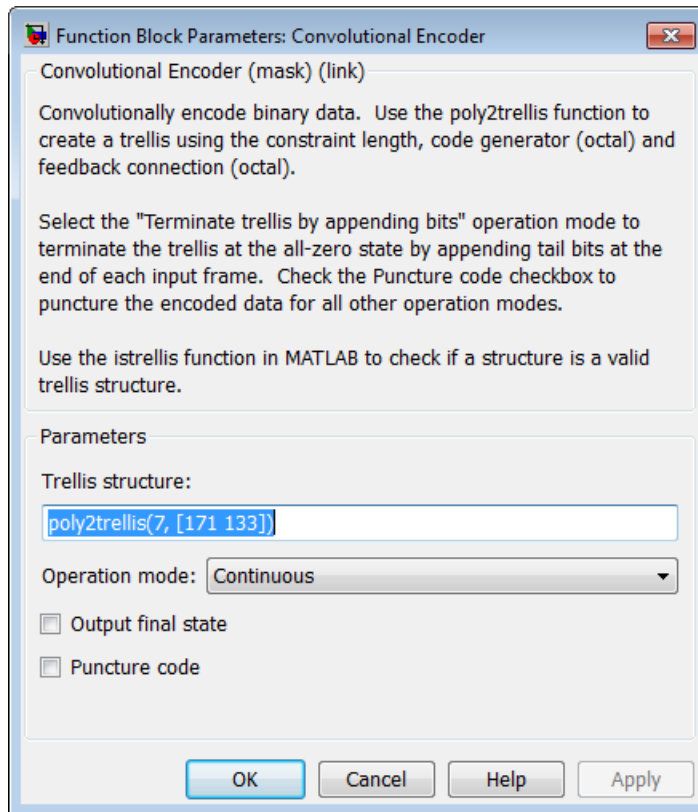 Function Block Parameters: Convolutional Encoder
Convolutional Encoder (mask) (link)
Convolutionally encode binary data.  Use the poly2trellis function to
create a trellis using the constraint length, code generator (octal) and
feedback connection (octal).
Select the "Terminate trellis by appending bits" operation mode to
terminate the trellis at the all-zero state by appending tail bits at the
end of each input frame.  Check the Puncture code checkbox to
puncture the encoded data for all other operation modes.
Use the istrellis function in MATLAB to check if a structure is a valid
trellis structure.
Parameters
Trellis structure:
poly2trellis(7, [171 133])
Operation mode: Continuous
Output final state
Puncture code
OK Cancel Help Apply